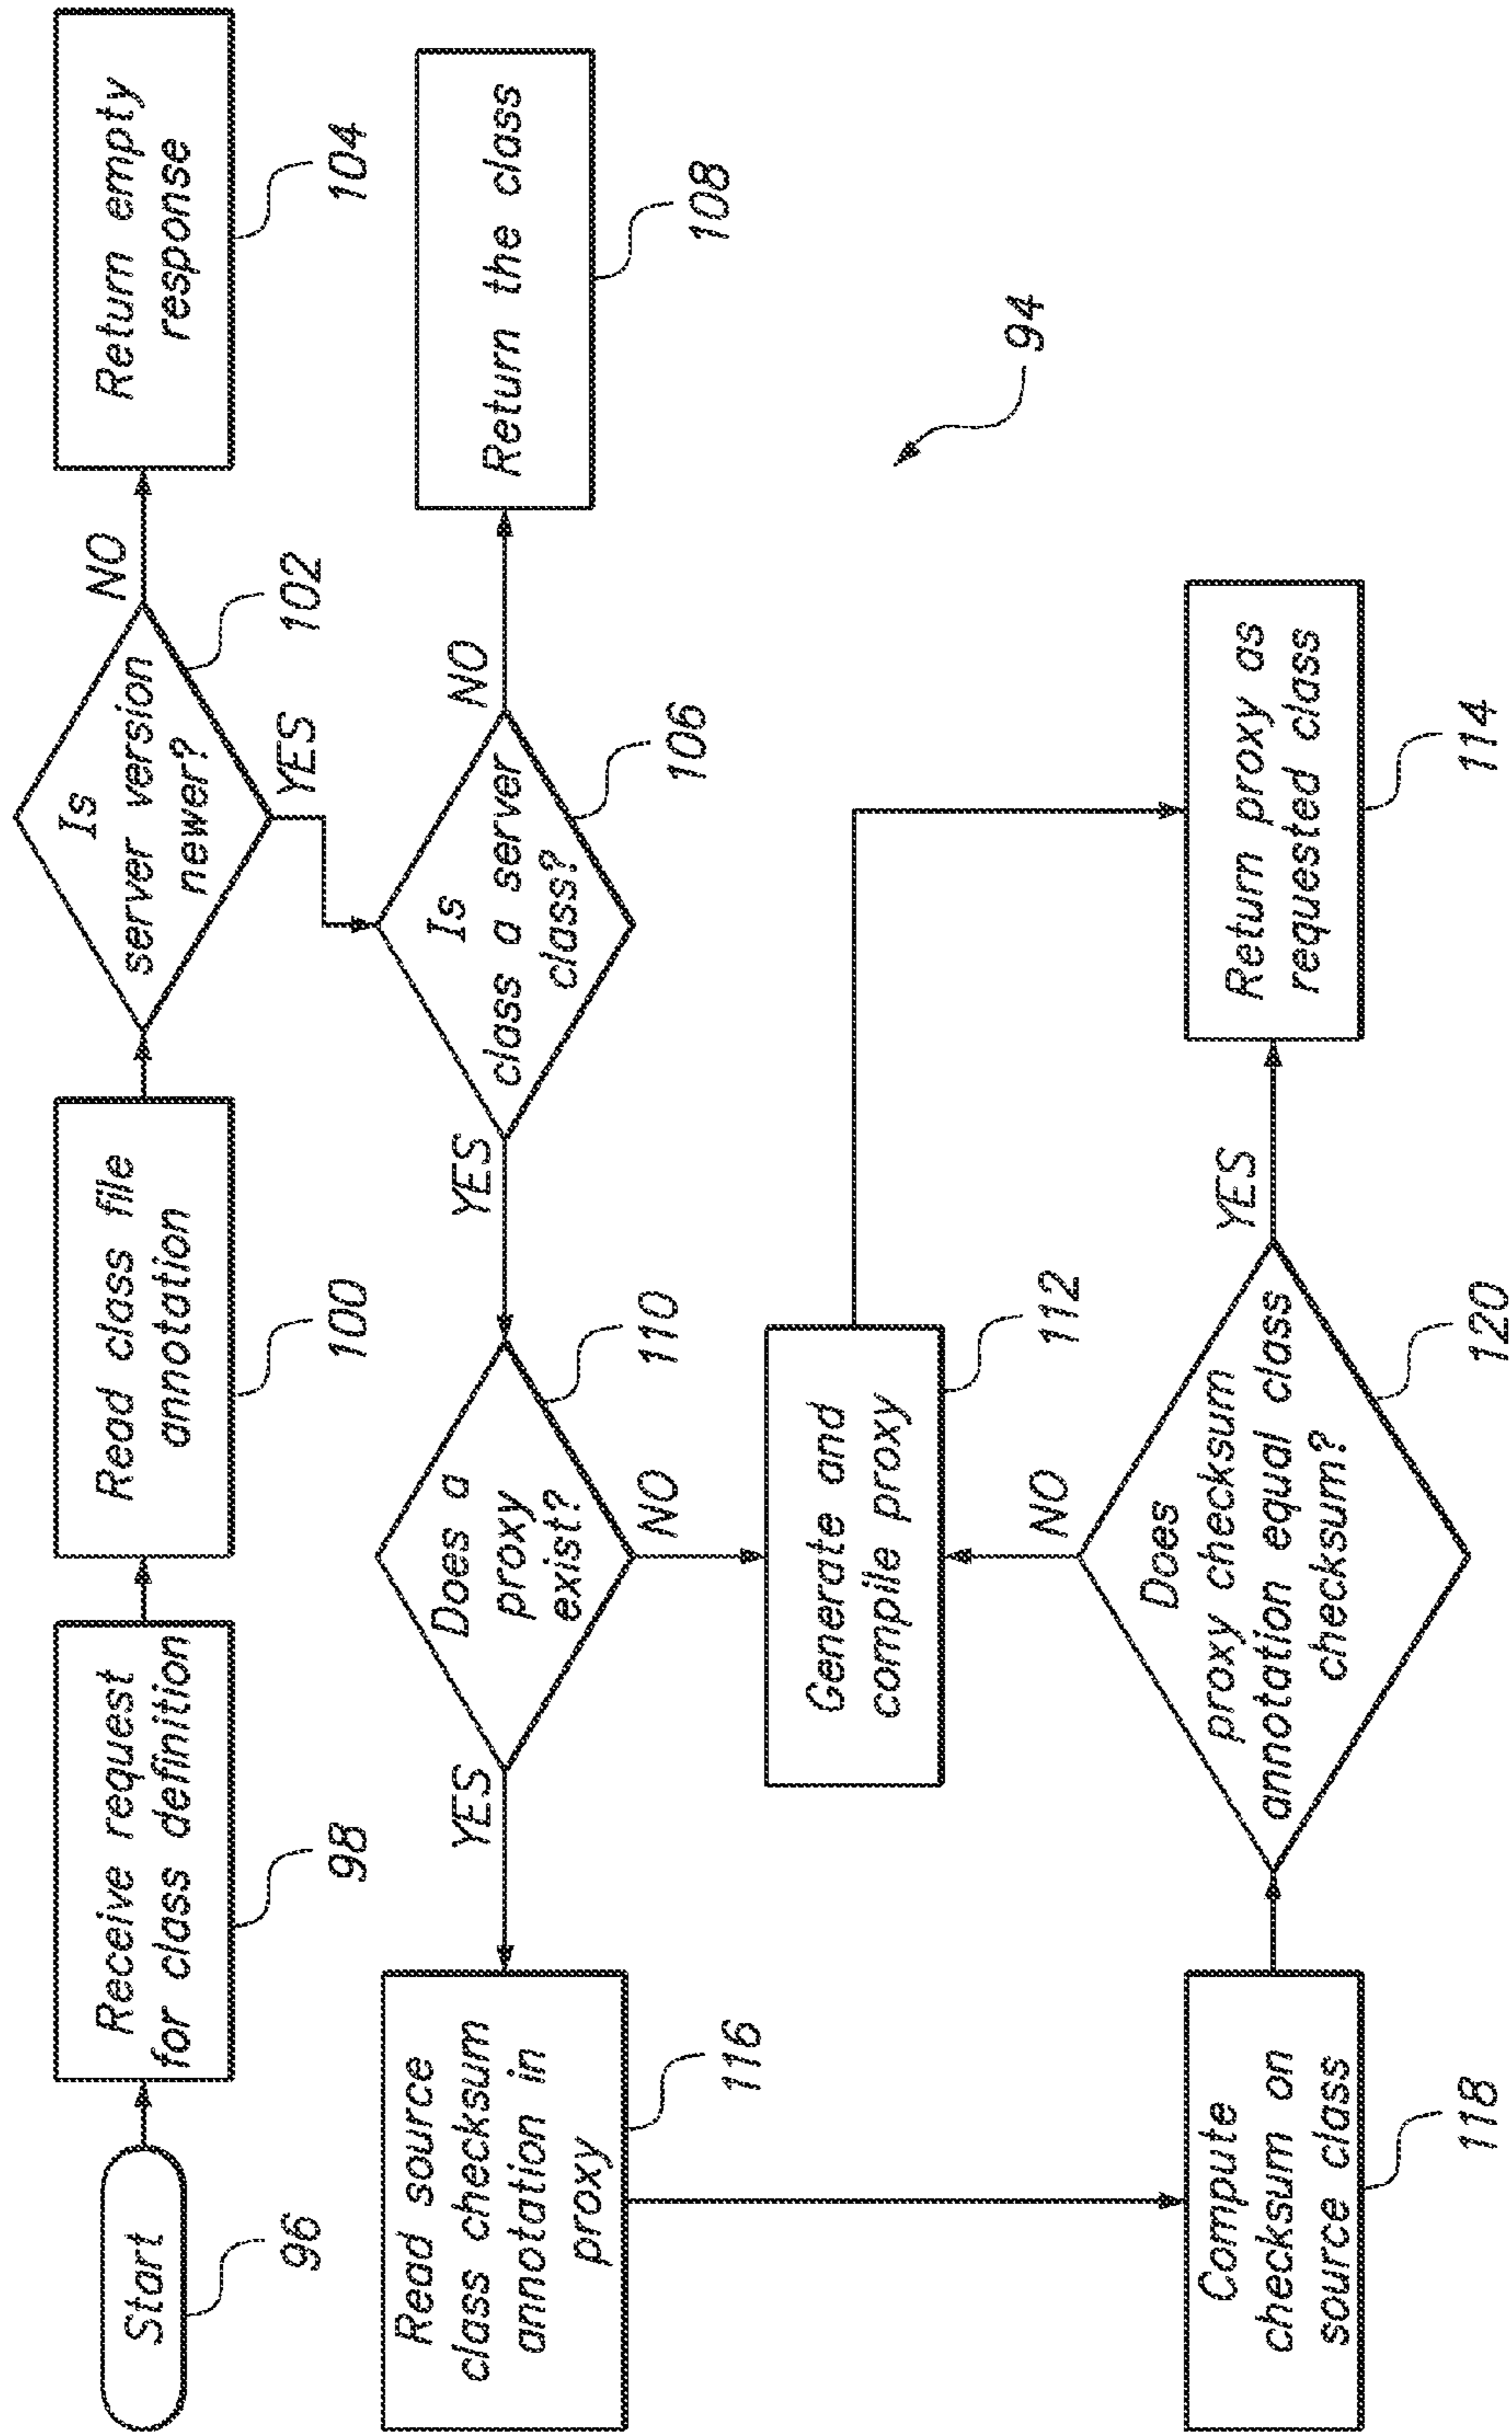 Start
96
Receive request
for class definition
98
Read class file
annotation
100
Is
server version
newer?
102
NO
YES
Return empty
response
104
Is
class a server
class?
106
NO
YES
Return the class
108
Does a
proxy
exist?
110
YES
NO
Read source
class checksum
annotation in
proxy
116
Generate and
compile proxy
112
94
Compute
checksum on
source class
118
Does
proxy checksum
annotation equal class
checksum?
120
NO
YES
Return proxy as
requested class
114